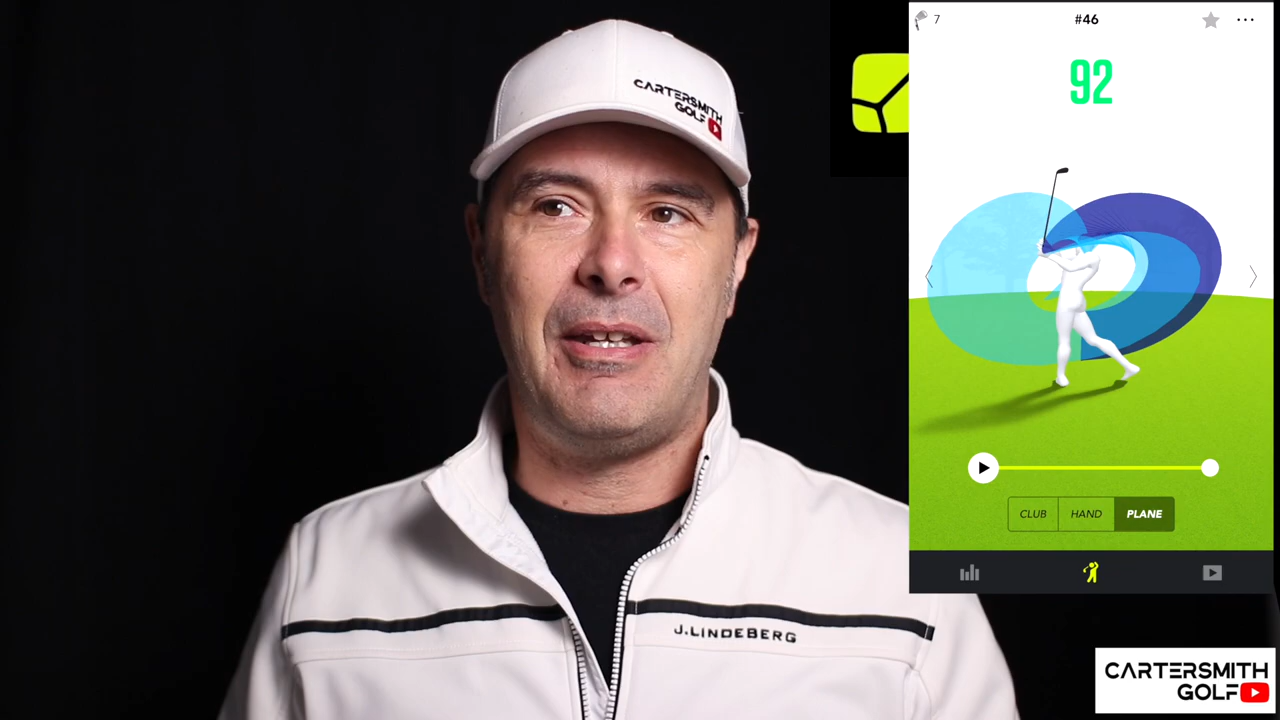 CARTERSMITH
GOLF
J.LINDEBERG
7
#46
92
CLUB
HAND
PLANE
CARTERSMITH
GOLF